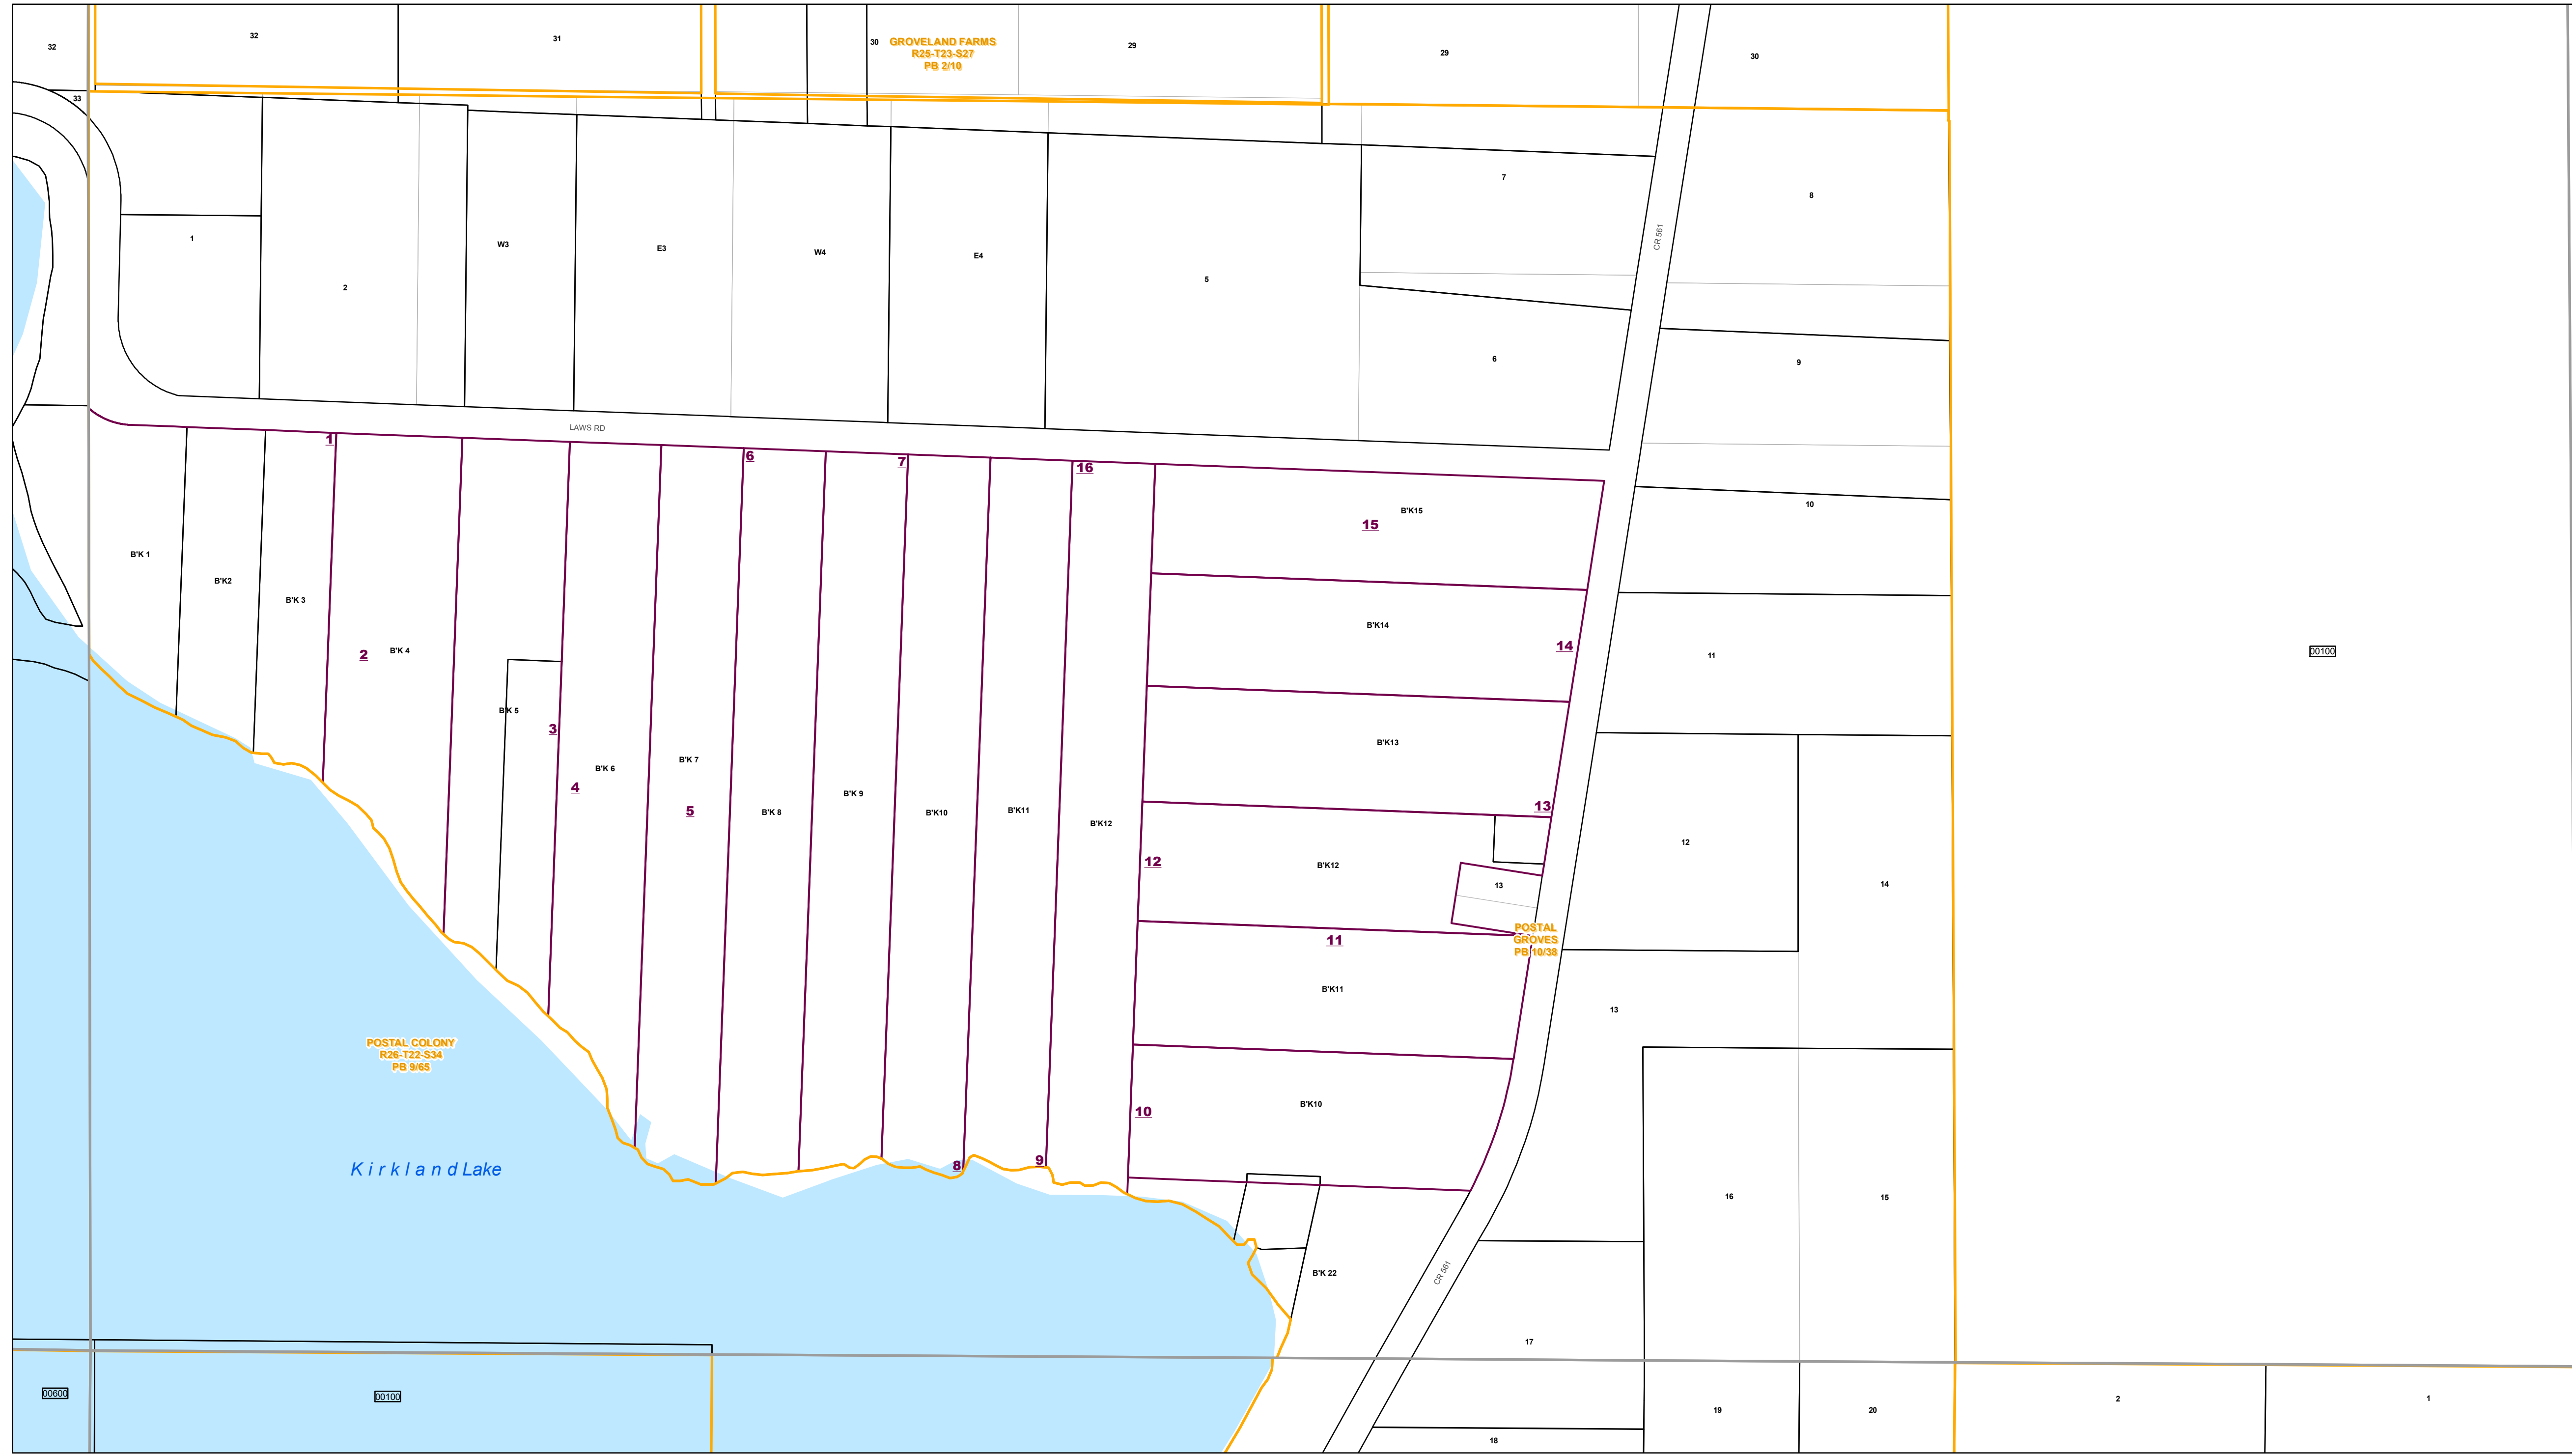 32
32
31
30
GROVELAND FARMS
R25-T23-S27
PB 2/10
29
29
30
33
7
8
1
W3
E3
W4
E4
5
2
CR 561
6
9
LAWS RD
1
6
7
16
B'K15
15
10
B'K 1
B'K2
B'K 3
2
B'K 4
B'K14
14
11
00100
B'K 5
3
B'K 6
4
B'K 7
5
B'K 8
B'K 9
B'K10
B'K11
B'K12
B'K13
13
12
B'K12
13
12
14
POSTAL
GROVES
PB 10/38
11
B'K11
13
POSTAL COLONY
R26-T22-S34
PB 9/65
10
B'K10
Kirkland Lake
8
9
16
15
B'K 22
CR 561
17
00600
00100
19
20
2
1
18